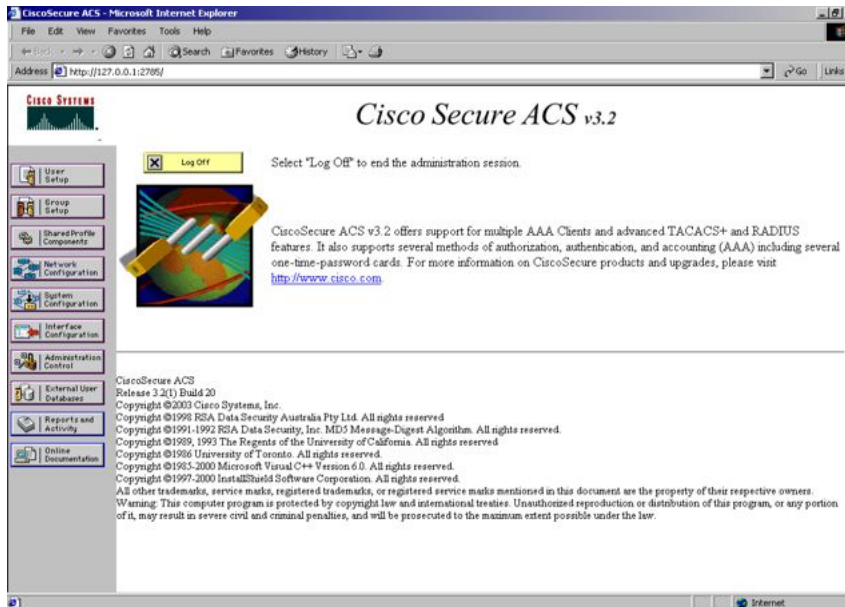 CiscoSecure ACS - Microsoft Internet Explorer
File Edit View Favorites Tools Help
Back Search Favorites History
Address http://127.0.0.1:2785/ Go Links
CISCO SYSTEMS
Cisco Secure ACS v3.2
Log Off
Select "Log Off" to end the administration session.
User Setup
Group Setup
Shared Profile Components
Network Configuration
System Configuration
Interface Configuration
Administration Control
External User Databases
Reports and Activity
Online Documentation
CiscoSecure ACS v3.2 offers support for multiple AAA Clients and advanced TACACS+ and RADIUS
features. It also supports several methods of authorization, authentication, and accounting (AAA) including several
one-time-password cards. For more information on CiscoSecure products and upgrades, please visit
http://www.cisco.com.
CiscoSecure ACS
Release 3.2(1) Build 20
Copyright ©2003 Cisco Systems, Inc.
Copyright ©1998 RSA Data Security Australia Pty Ltd. All rights reserved
Copyright ©1991-1992 RSA Data Security, Inc. MD5 Message-Digest Algorithm. All rights reserved.
Copyright ©1989, 1993 The Regents of the University of California. All rights reserved
Copyright ©1986 University of Toronto. All rights reserved.
Copyright ©1985-2000 Microsoft Visual C++ Version 6.0. All rights reserved.
Copyright ©1997-2000 InstallShield Software Corporation. All rights reserved.
All other trademarks, service marks, registered trademarks, or registered service marks mentioned in this document are the property of their respective owners.
Warning: This computer program is protected by copyright law and international treaties. Unauthorized reproduction or distribution of this program, or any portion
of it, may result in severe civil and criminal penalties, and will be prosecuted to the maximum extent possible under the law.
Internet